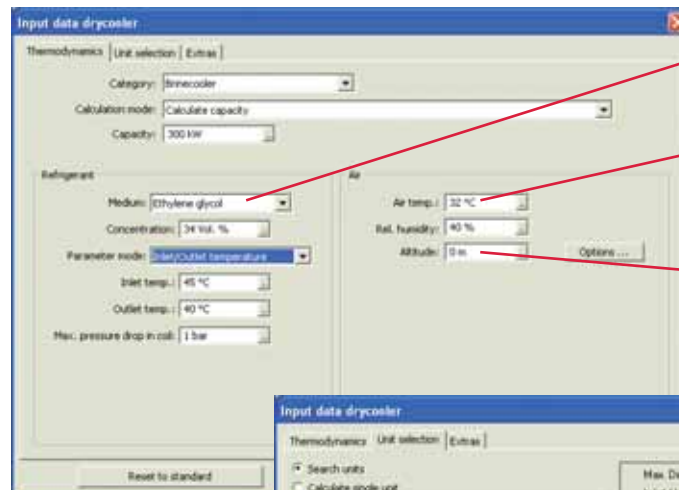 Input data drycooler
Thermodynamics Unit selection Extras
Category: Brinecooler
Calculation mode: Calculate capacity
Capacity: 300 kW
Refrigerant
Medium: Ethylene glycol
Concentration: 34 Vol. %
Parameter mode: Inlet/Outlet temperature
Inlet temp.: 45 °C
Outlet temp.: 40 °C
Max. pressure drop in coil: 1 bar
Air
Air temp.: 32 °C
Rel. humidity: 40 %
Altitude: 0 m Options ...
Reset to standard
Input data drycooler
Thermodynamics Unit selection Extras
Search units
Calculate single unit
Max. De